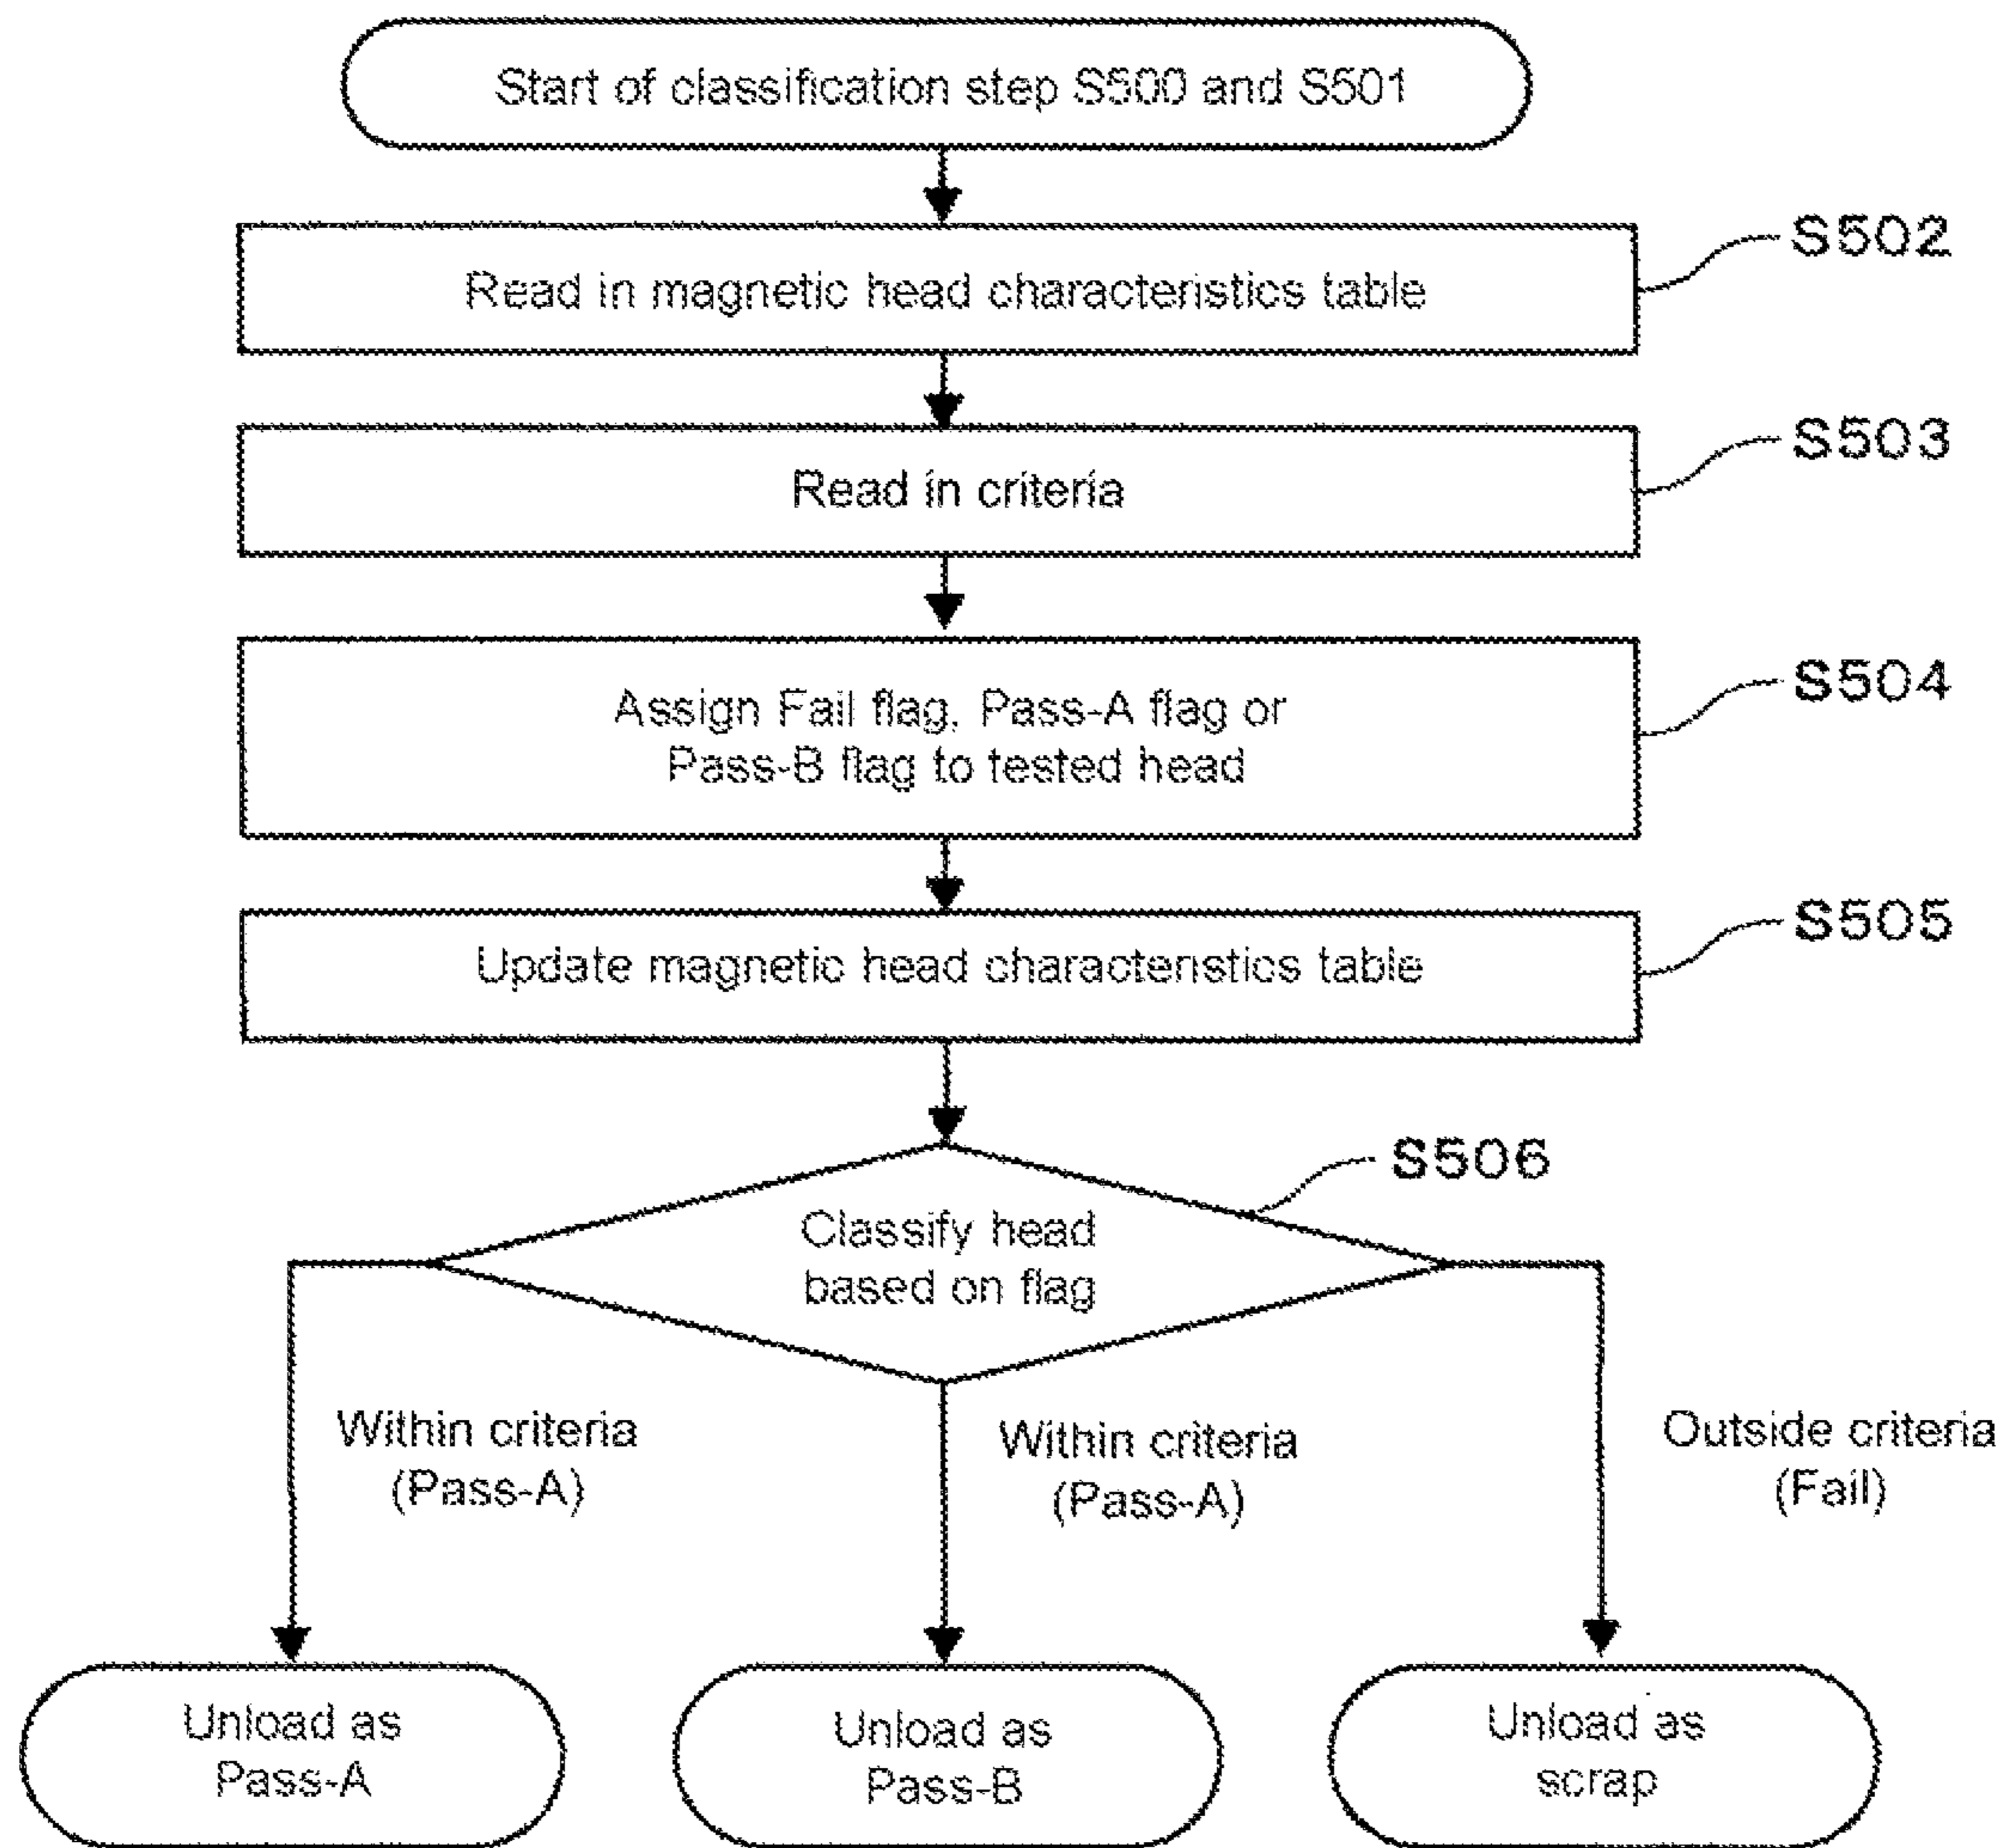 Start of classification step S500 and S501
S502
Read in magnetic head characteristics table
S503
Read in criteria
S504
Assign Fail flag, Pass-A flag or
Pass-B flag to tested head
S505
Update magnetic head characteristics table
S506
Classify head
based on flag
Within criteria
(Pass-A)
Within criteria
(Pass-A)
Outside criteria
(Fail)
Unload as
Pass-A
Unload as
Pass-B
Unload as
scrap